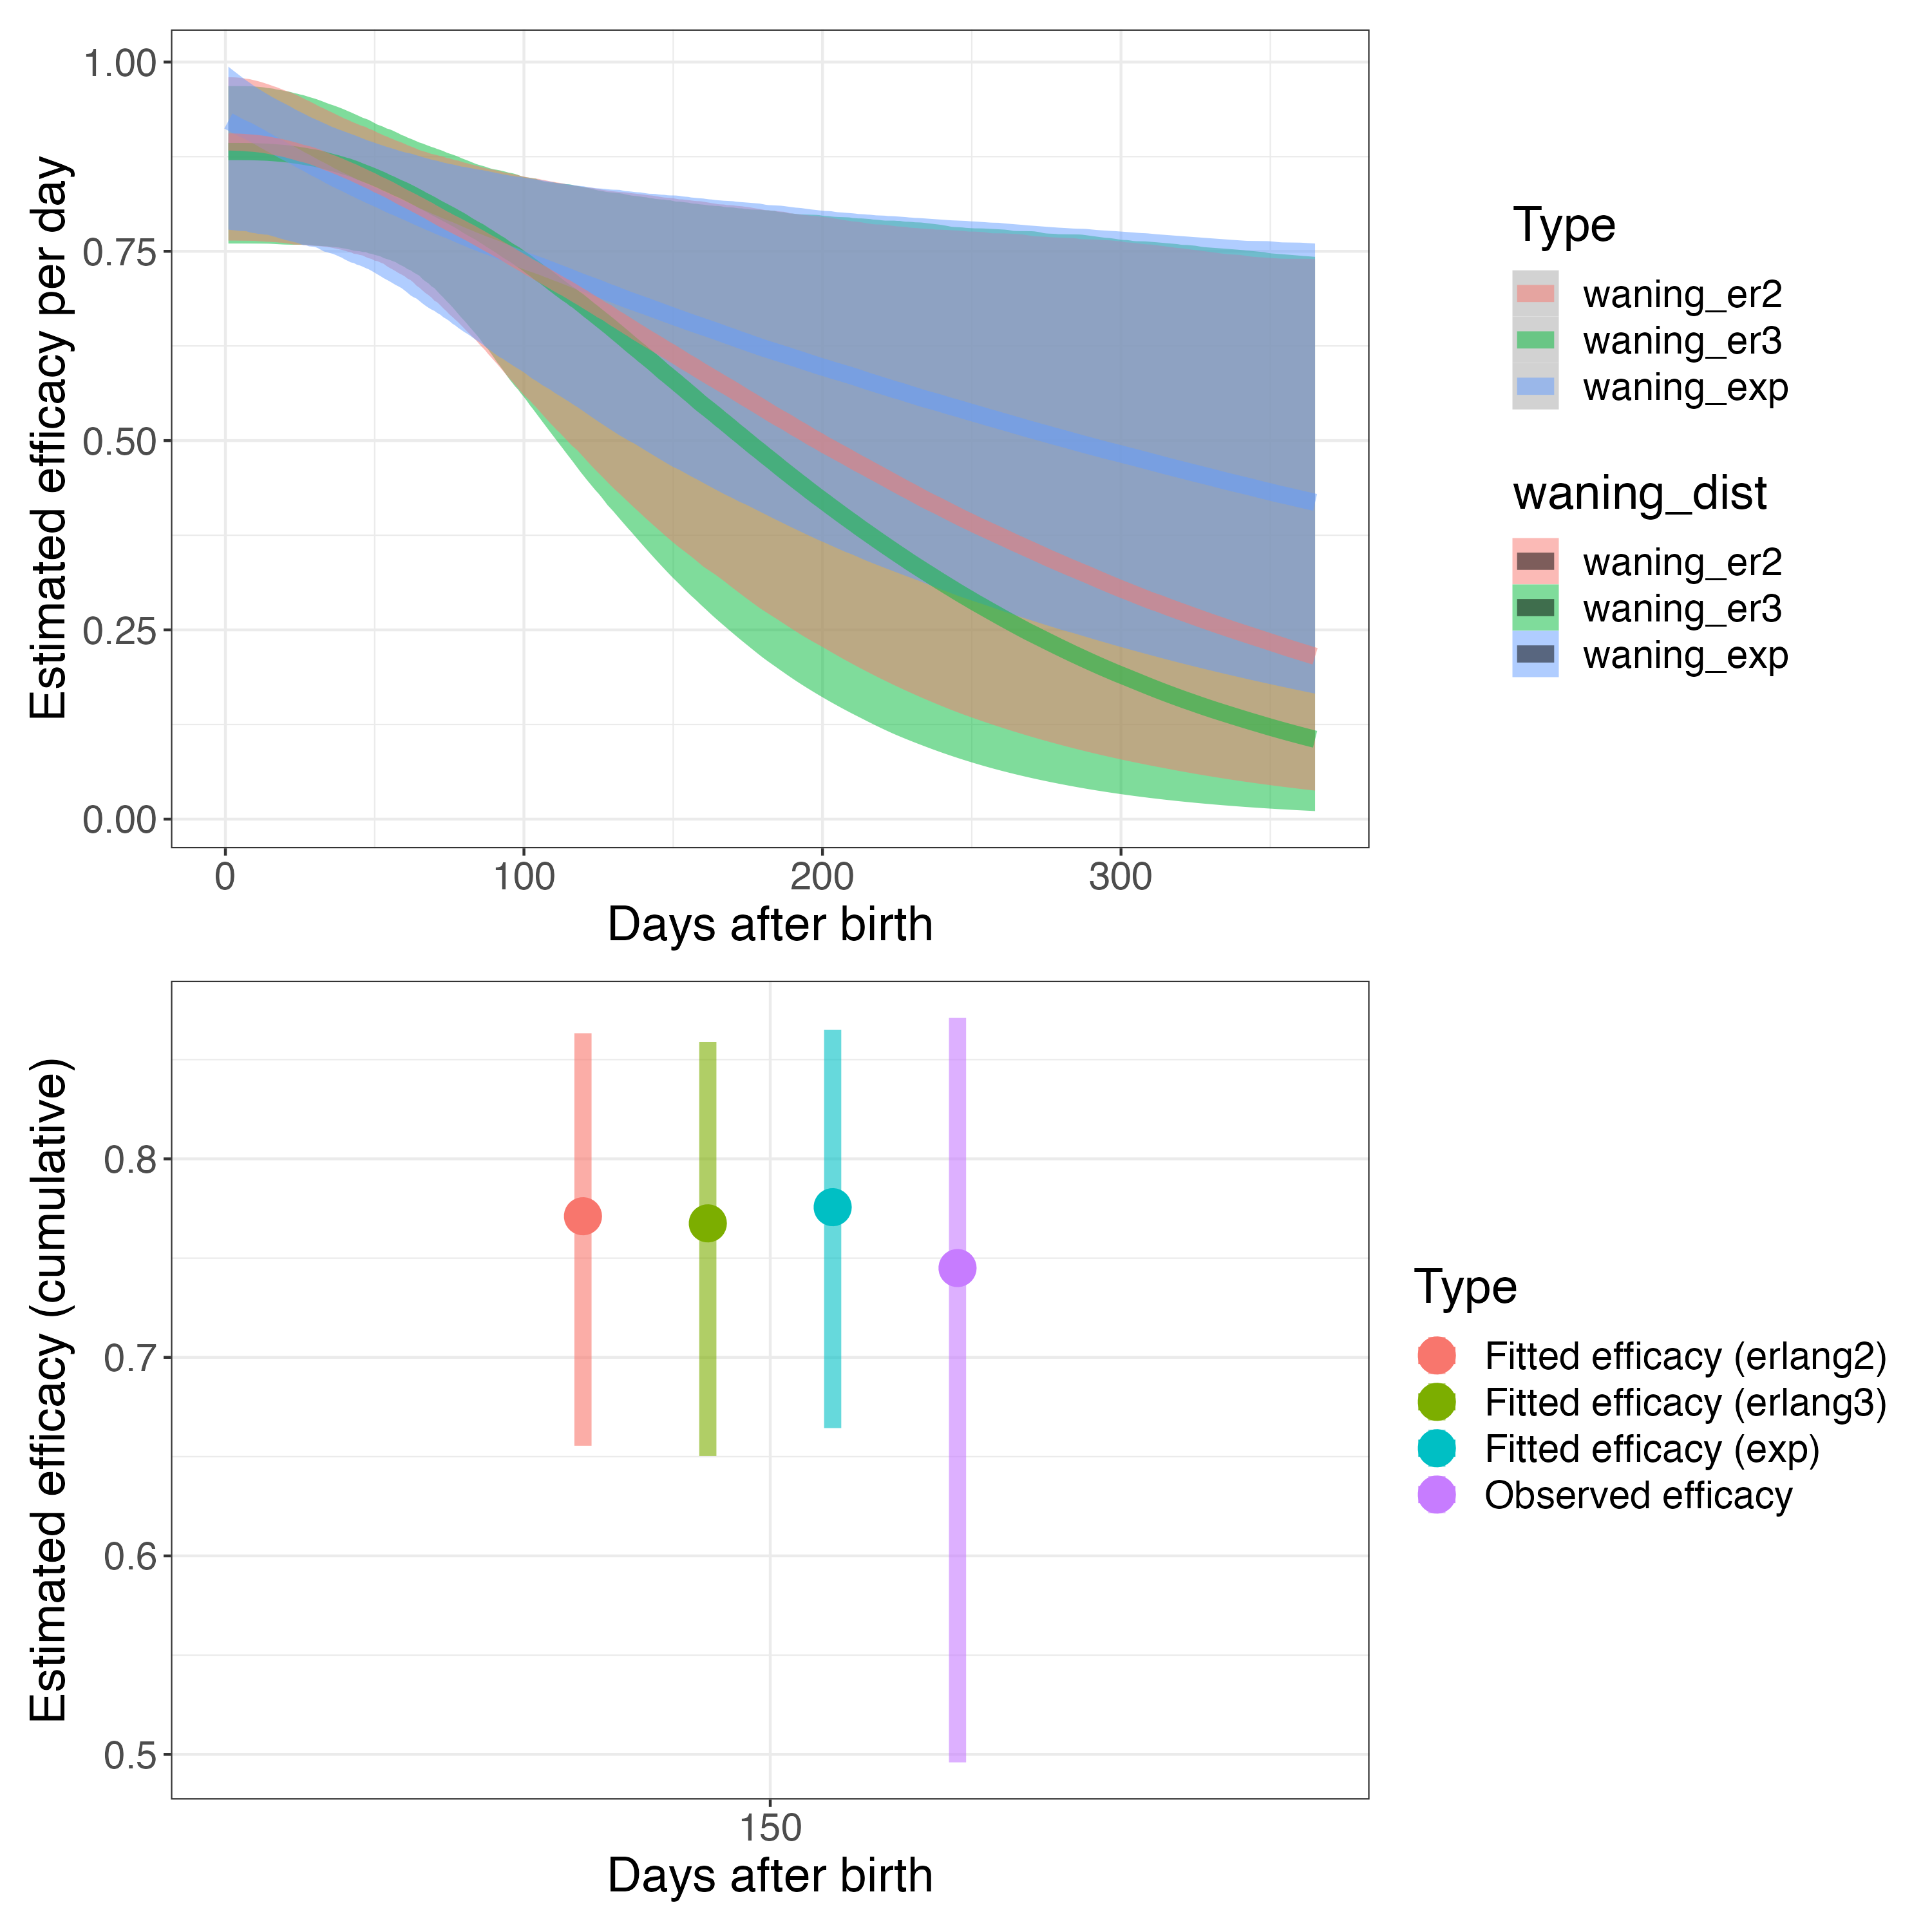 Estimated efficacy per day
1.00
0.75
0.50
0.25
0.00
0
100
200
300
Days after birth
Type
waning_er2
waning_er3
waning_exp
waning_dist
waning_er2
waning_er3
waning_exp
Estimated efficacy (cumulative)
0.8
0.7
0.6
0.5
150
Days after birth
Type
Fitted efficacy (erlang2)
Fitted efficacy (erlang3)
Fitted efficacy (exp)
Observed efficacy